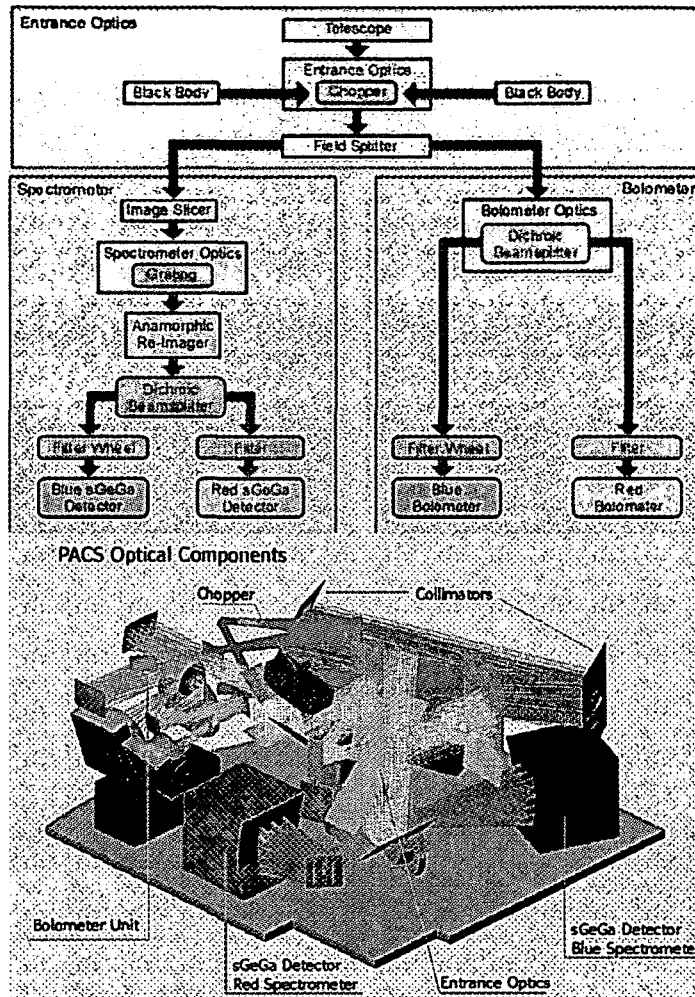 Entrance Optics
Telescope
Entrance Optics
Chopper
Black Body
Black Body
Field Splitter
Spectrometer
Bolometer
Image Slicer
Spectrometer Optics
Grating
Anamorphic
Re-Imager
Dichroic
Beamsplitter
Filter Wheel
Filter
Blue sGeGa
Detector
Red sGeGa
Detector
Bolometer Optics
Dichroic
Beamsplitter
Filter Wheel
Filter
Blue
Bolometer
Red
Bolometer
PACS Optical Components
Chopper
Collimators
Bolometer Unit
sGeGa Detector
Red Spectrometer
Entrance Optics
sGeGa Detector
Blue Spectrometer